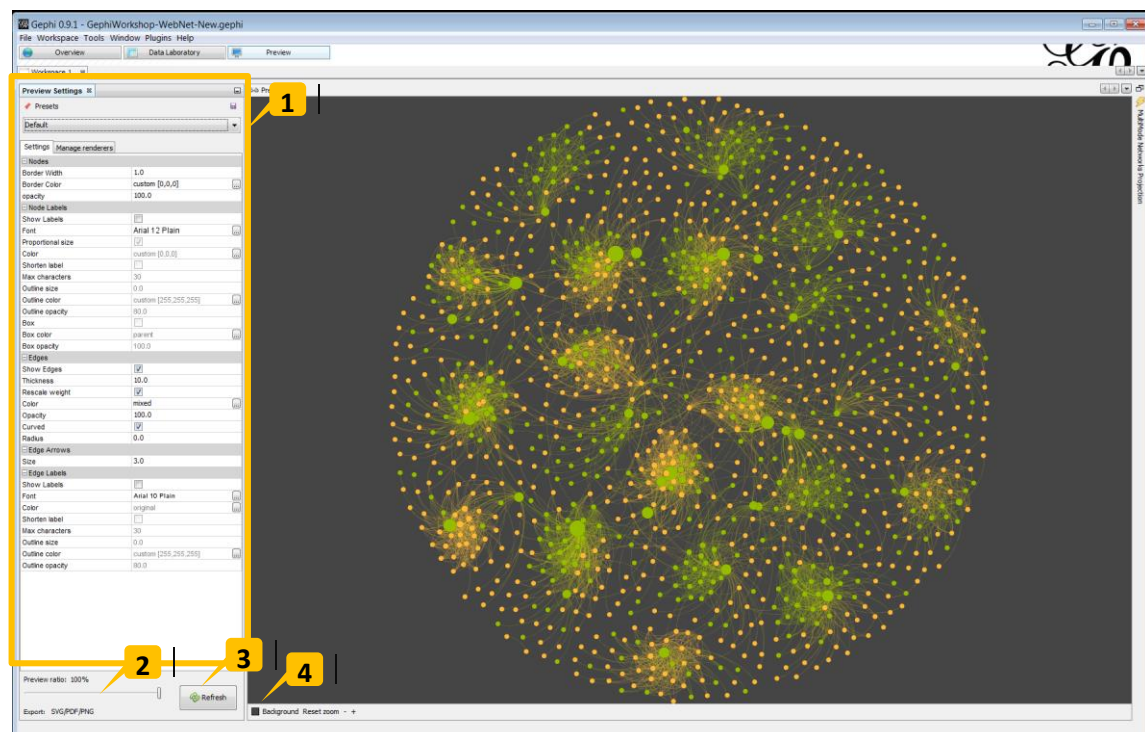 Gephi 0.9.1 - GephiWorkshop-WebNet-New.gephi
File Workspace Tools Window Plugins Help
Overview Data Laboratory Preview
Workspace 1
Preview Settings
Presets
Default
Settings Manage renderers
Nodes
Border Width 1.0
Border Color custom [0,0,0]
opacity 100.0
Node Labels
Show Labels
Font Arial 12 Plain
Proportional size
Color custom [0,0,0]
Shorten label
Max characters 30
Outline size 0.0
Outline color custom [255,255,255]
Outline opacity 80.0
Box
Box color parent
Box opacity 100.0
Edges
Show Edges
Thickness 10.0
Rescale weight
Color mixed
Opacity 100.0
Curved
Radius 0.0
Edge Arrows
Size 3.0
Edge Labels
Show Labels
Font Arial 10 Plain
Color original
Shorten label
Max characters 30
Outline size 0.0
Outline color custom [255,255,255]
Outline opacity 80.0
Preview ratio: 100%
Refresh
Export: SVG/PDF/PNG
1
2
3
4
Background Reset zoom - +
MultiMode Networks Projection